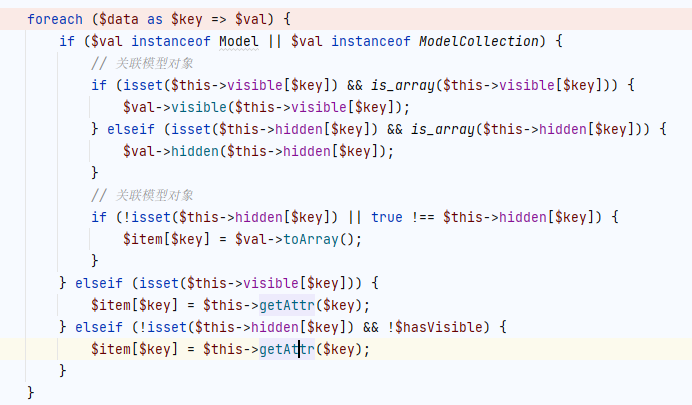 foreach ($data as $key => $val) {
    if ($val instanceof Model || $val instanceof ModelCollection) {
        // 关联模型对象
        if (isset($this->visible[$key]) && is_array($this->visible[$key])) {
            $val->visible($this->visible[$key]);
        } elseif (isset($this->hidden[$key]) && is_array($this->hidden[$key])) {
            $val->hidden($this->hidden[$key]);
        }
        // 关联模型对象
        if (!isset($this->hidden[$key]) || true !== $this->hidden[$key]) {
            $item[$key] = $val->toArray();
        }
    } elseif (isset($this->visible[$key])) {
        $item[$key] = $this->getAttr($key);
    } elseif (!isset($this->hidden[$key]) && !$hasVisible) {
        $item[$key] = $this->getAttr($key);
    }
}